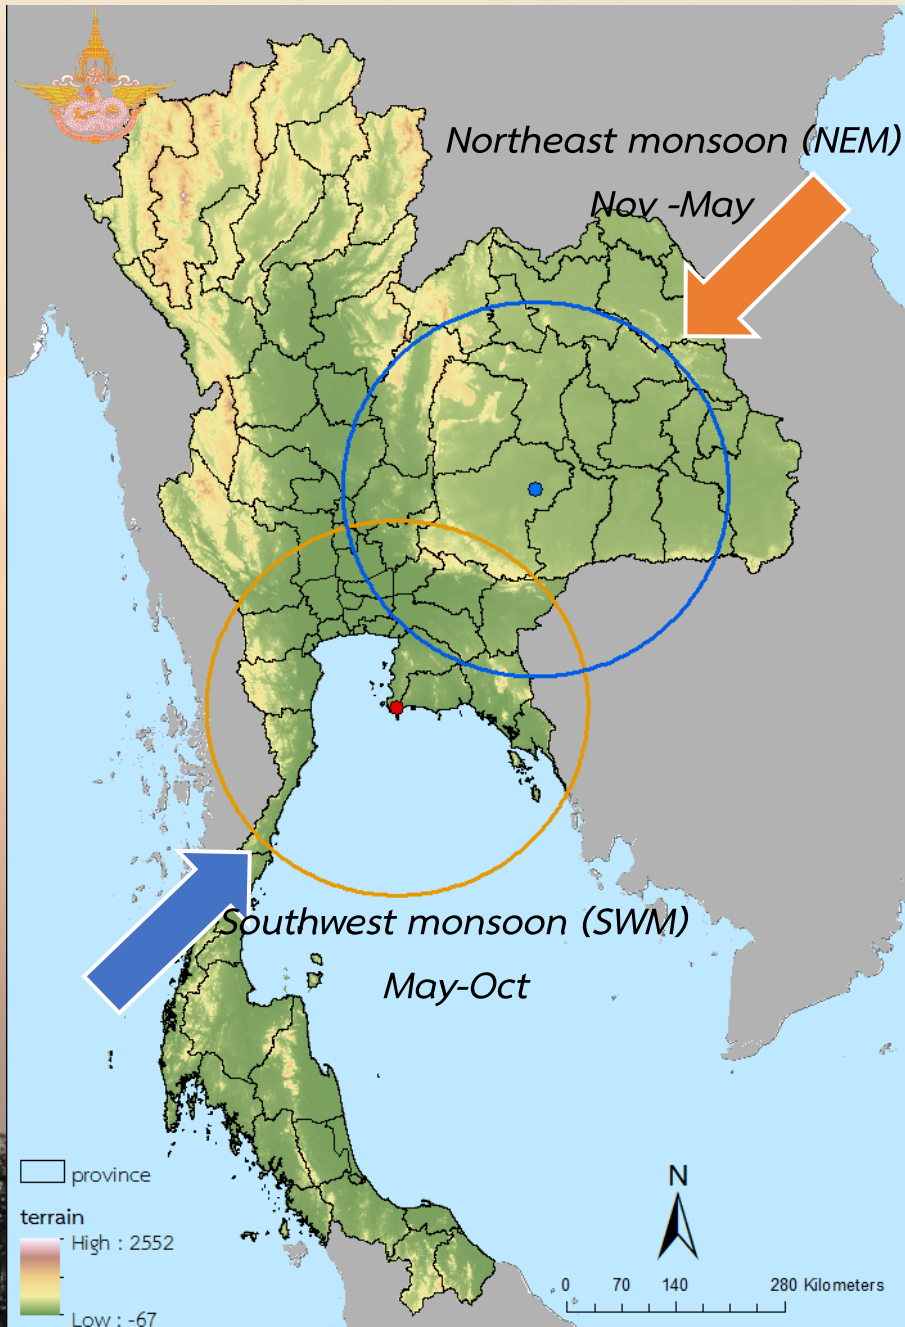 Northeast monsoon (NEM)
Nov -May
Southwest monsoon (SWM)
May-Oct
province
terrain
High : 2552
Low : -67
N
0 70 140 280 Kilometers